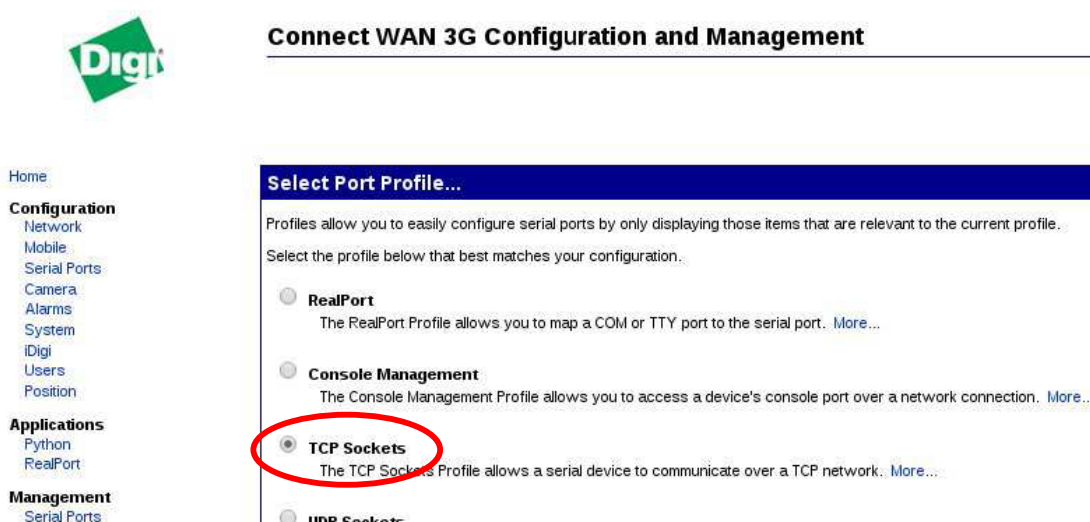 Digi
Connect WAN 3G Configuration and Management
Home
Configuration
Network
Mobile
Serial Ports
Camera
Alarms
System
iDigi
Users
Position
Applications
Python
RealPort
Management
Serial Ports
Select Port Profile...
Profiles allow you to easily configure serial ports by only displaying those items that are relevant to the current profile.
Select the profile below that best matches your configuration.
RealPort
The RealPort Profile allows you to map a COM or TTY port to the serial port. More...
Console Management
The Console Management Profile allows you to access a device's console port over a network connection. More..
TCP Sockets
The TCP Sockets Profile allows a serial device to communicate over a TCP network. More...
UDP Sockets